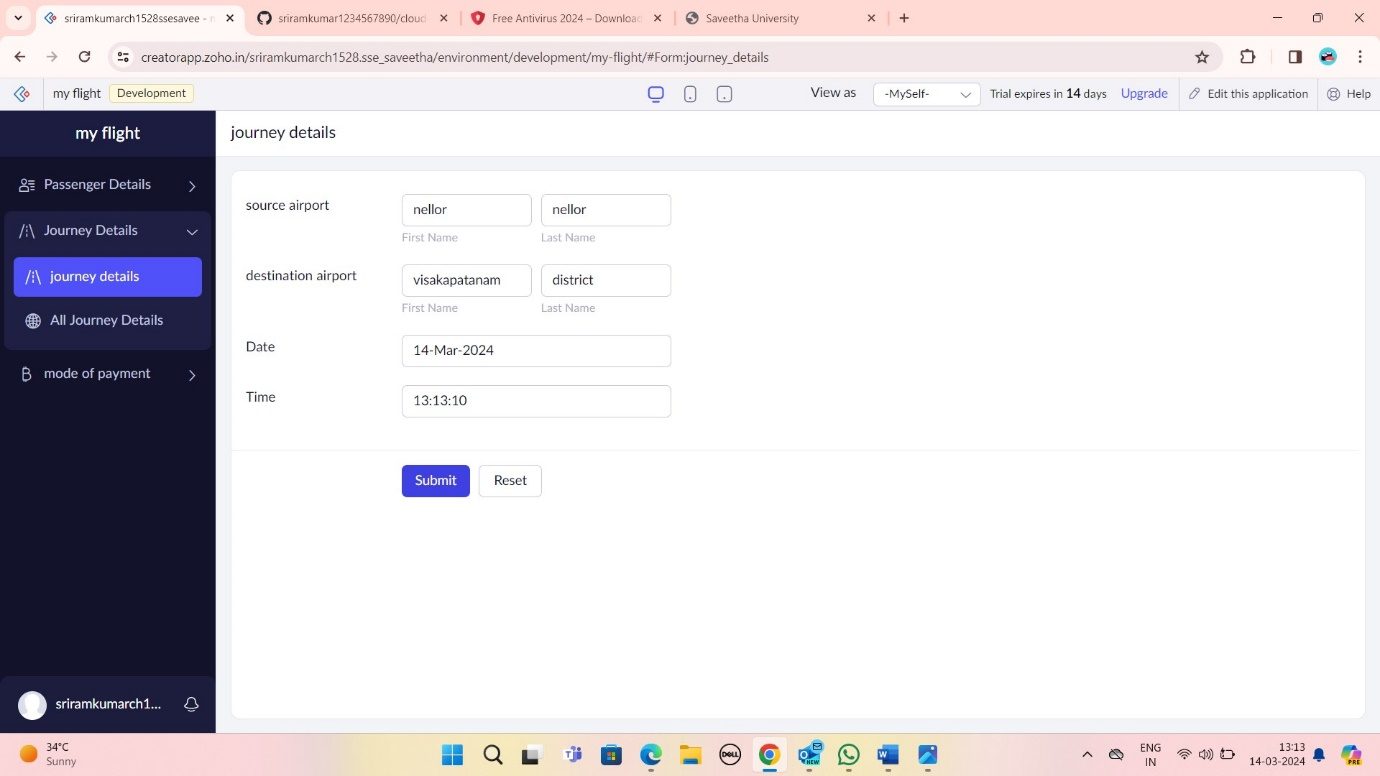 sriramkumarch1528ssesavee - n
sriramkumar1234567890/cloud
Free Antivirus 2024 – Download
Saveetha University
creatorapp.zoho.in/sriramkumarch1528.sse_saveetha/environment/development/my-flight/#Form:journey_details
my flight
Development
View as
-MySelf-
Trial expires in 14 days
Upgrade
Edit this application
Help
my flight
Passenger Details
Journey Details
journey details
All Journey Details
mode of payment
sriramkumarch1...
journey details
source airport
nellor
nellor
First Name
Last Name
destination airport
visakapatanam
district
First Name
Last Name
Date
14-Mar-2024
Time
13:13:10
Submit
Reset
34°C
Sunny
DELL
NEW
ENG
IN
13:13
14-03-2024
PRE